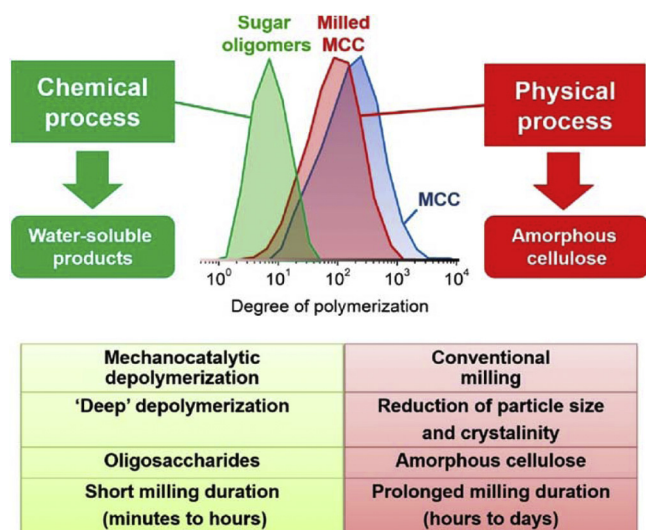 Sugar
oligomers
Milled
MCC
Chemical
process
Physical
process
MCC
Water-soluble
products
Amorphous
cellulose
10⁰ 10¹ 10² 10³ 10⁴
Degree of polymerization
Mechanocatalytic
depolymerization
Conventional
milling
‘Deep’ depolymerization
Reduction of particle size
and crystalinity
Oligosaccharides
Amorphous cellulose
Short milling duration
(minutes to hours)
Prolonged milling duration
(hours to days)